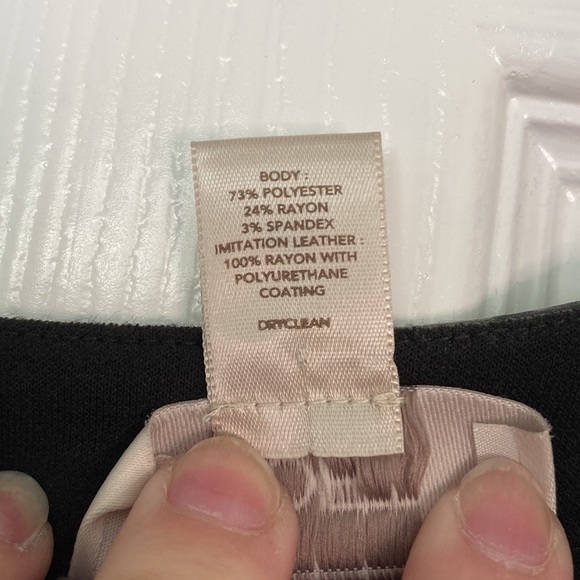 BODY :
73% POLYESTER
24% RAYON
3% SPANDEX
IMITATION LEATHER :
100% RAYON WITH
POLYURETHANE
COATING
DRYCLEAN